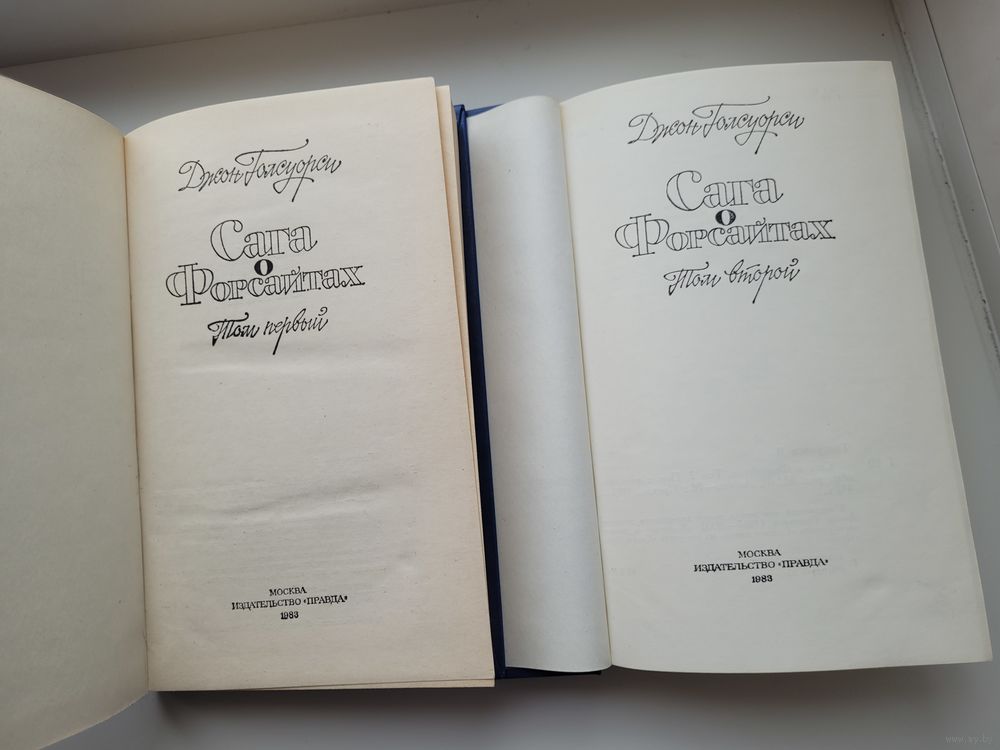 Джон Голсуорси
Сага
о
Форсайтах
Том первый
МОСКВА
ИЗДАТЕЛЬСТВО «ПРАВДА»
1983
Джон Голсуорси
Сага
о
Форсайтах
Том второй
МОСКВА
ИЗДАТЕЛЬСТВО «ПРАВДА»
1983